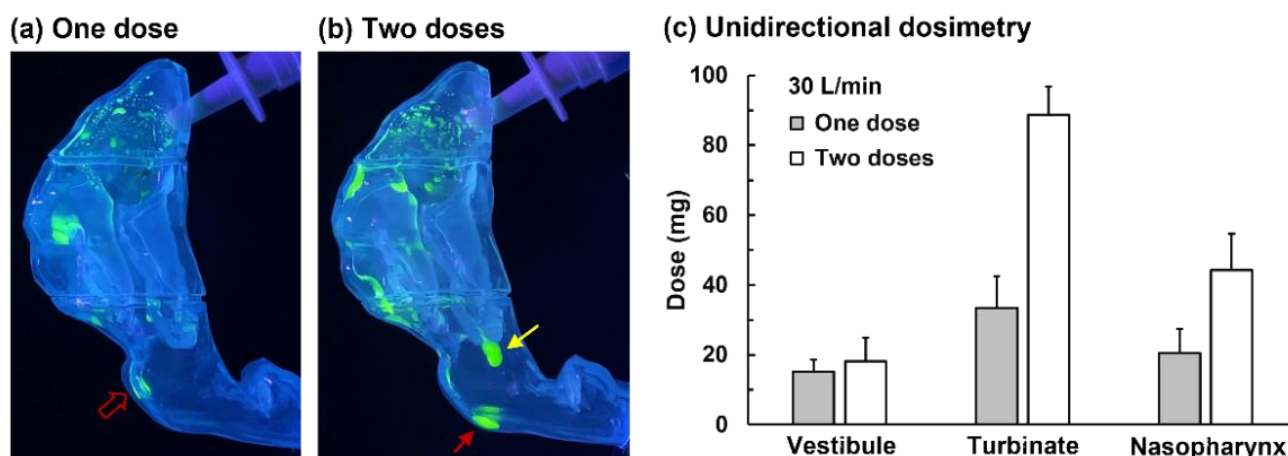 (a) One dose
(b) Two doses
(c) Unidirectional dosimetry
30 L/min
One dose
Two doses
Dose (mg)
100
80
60
40
20
0
Vestibule
Turbinate
Nasopharynx